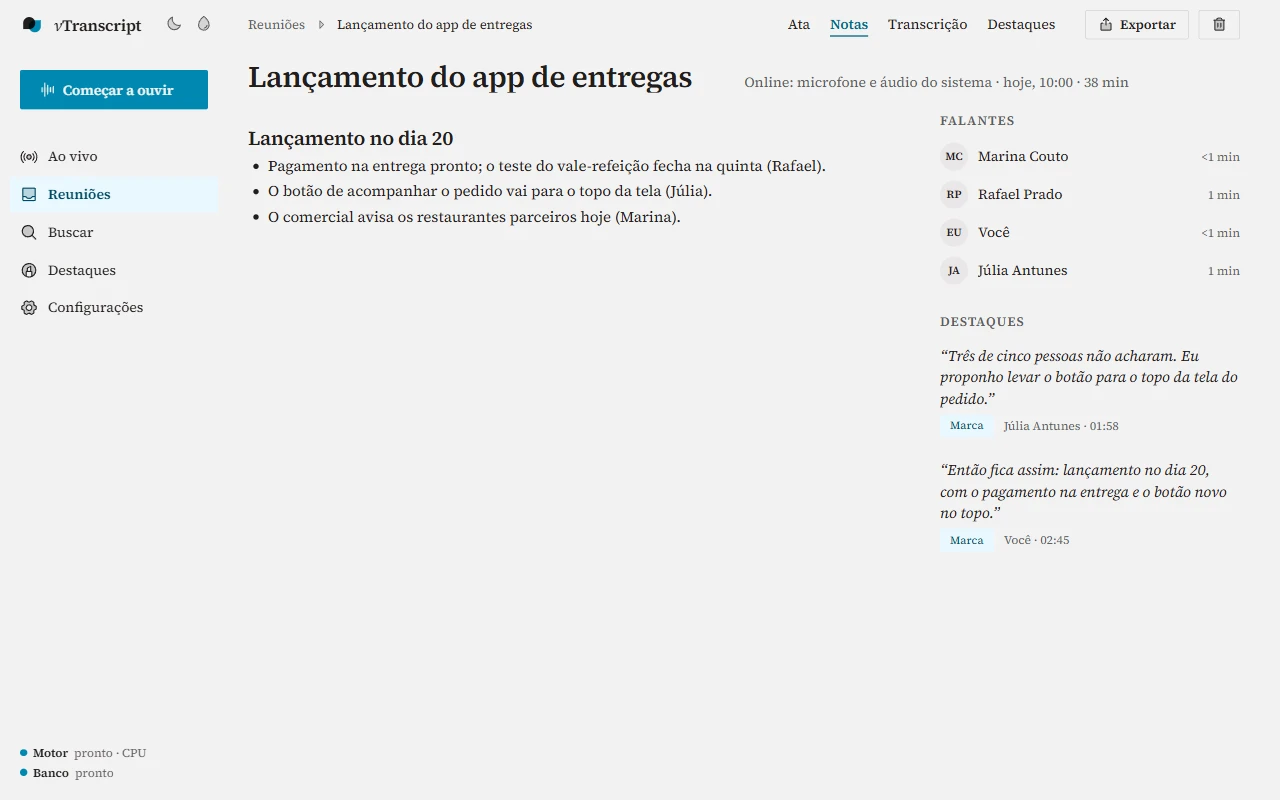 νTranscript
Reuniões
Lançamento do app de entregas
Ata
Notas
Transcrição
Destaques
Exportar
Começar a ouvir
Ao vivo
Reuniões
Buscar
Destaques
Configurações
Motor pronto · CPU
Banco pronto
Lançamento do app de entregas
Online: microfone e áudio do sistema · hoje, 10:00 · 38 min
Lançamento no dia 20
• Pagamento na entrega pronto; o teste do vale-refeição fecha na quinta (Rafael).
• O botão de acompanhar o pedido vai para o topo da tela (Júlia).
• O comercial avisa os restaurantes parceiros hoje (Marina).
FALANTES
MC Marina Couto <1 min
RP Rafael Prado 1 min
EU Você <1 min
JA Júlia Antunes 1 min
DESTAQUES
“Três de cinco pessoas não acharam. Eu
proponho levar o botão para o topo da tela do
pedido.”
Marca Júlia Antunes · 01:58
“Então fica assim: lançamento no dia 20,
com o pagamento na entrega e o botão novo
no topo.”
Marca Você · 02:45